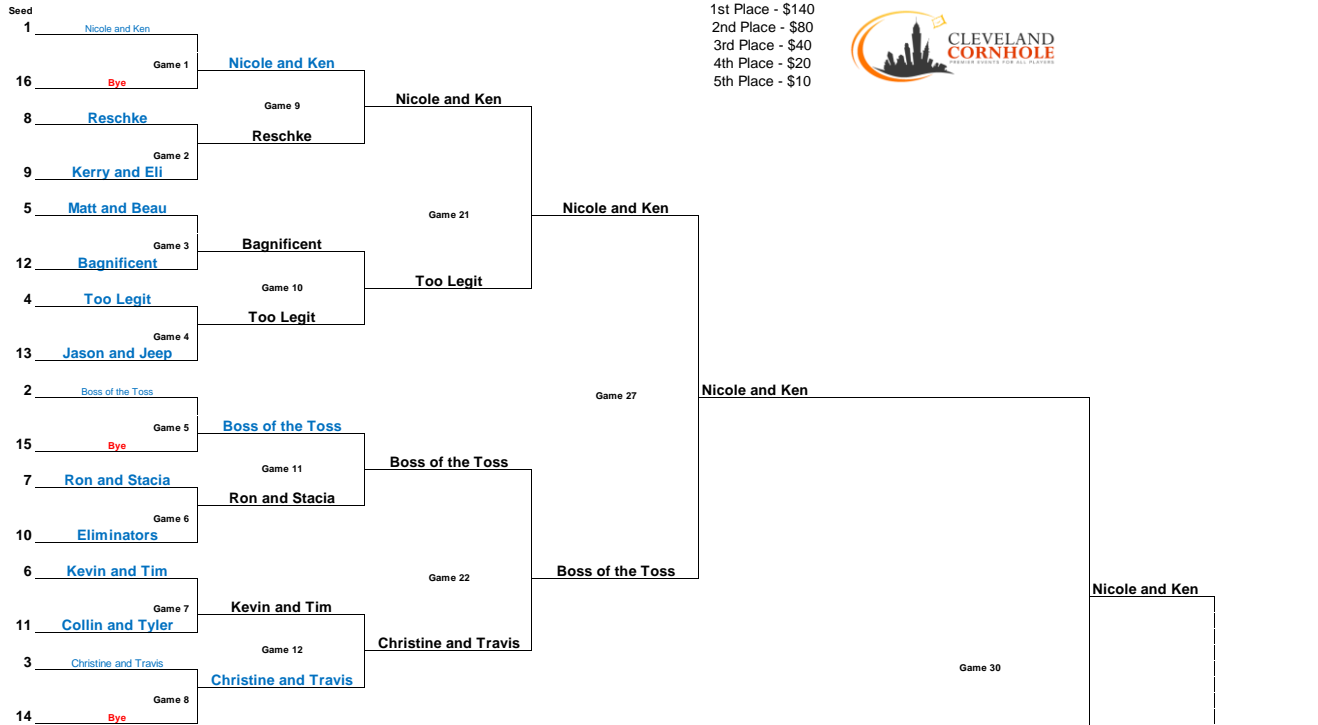 Seed
1 Nicole and Ken
Game 1
16 Bye
Nicole and Ken
Game 9
8 Reschke
Reschke
Game 2
9 Kerry and Eli
Nicole and Ken
5 Matt and Beau
Game 21
Nicole and Ken
Game 3
Bagnificent
12 Bagnificent
Game 10
Too Legit
4 Too Legit
Too Legit
Game 4
13 Jason and Jeep
2 Boss of the Toss
Game 27
Nicole and Ken
Game 5
Boss of the Toss
15 Bye
Game 11
Boss of the Toss
7 Ron and Stacia
Ron and Stacia
Game 6
10 Eliminators
6 Kevin and Tim
Game 22
Boss of the Toss
Game 7
Kevin and Tim
11 Collin and Tyler
Game 12
Christine and Travis
3 Christine and Travis
Christine and Travis
Game 8
14 Bye
Nicole and Ken
Game 30
1st Place - $140
2nd Place - $80
3rd Place - $40
4th Place - $20
5th Place - $10
CLEVELAND
CORNHOLE
PREMIER EVENTS FOR ALL PLAYERS